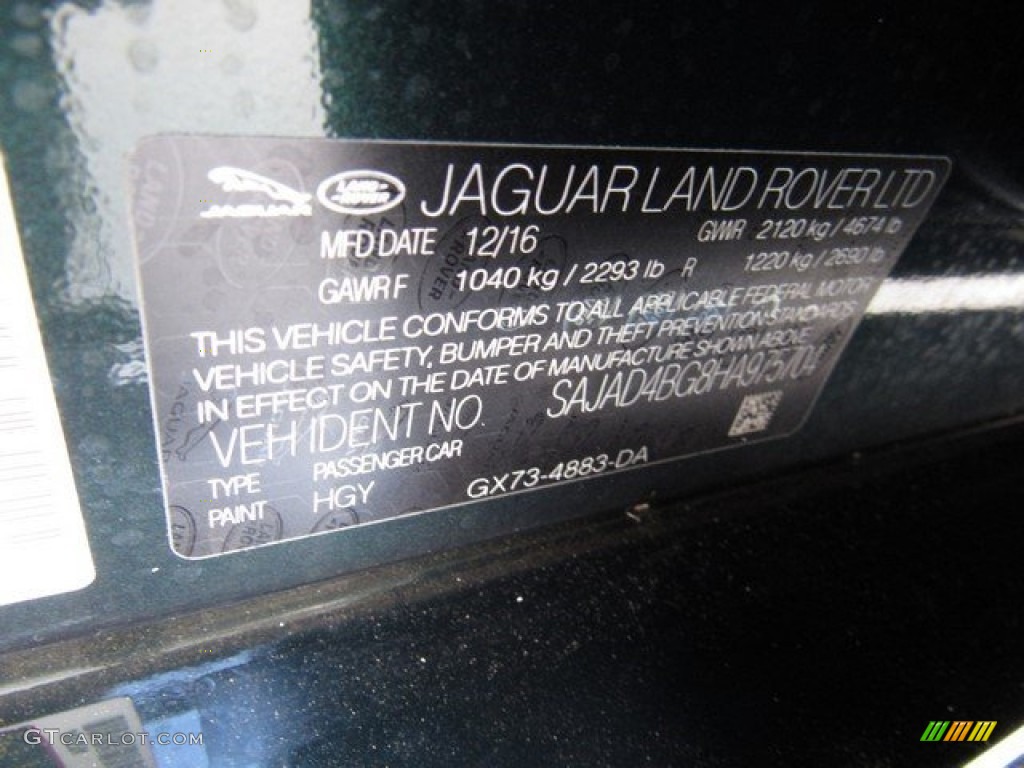 JAGUAR LAND ROVER JAGUAR LAND ROVER LTD
MFD DATE 12/16 GVWR 2120 kg / 4674 lb
GAWR F 1040 kg / 2293 lb R 1220 kg / 2690 lb
THIS VEHICLE CONFORMS TO ALL APPLICABLE FEDERAL MOTOR
VEHICLE SAFETY, BUMPER AND THEFT PREVENTION STANDARDS
IN EFFECT ON THE DATE OF MANUFACTURE SHOWN ABOVE.
VEH IDENT NO. SAJAD4BG8HA975704
TYPE PASSENGER CAR
PAINT HGY GX73-4883-DA
GTCARLOT.COM